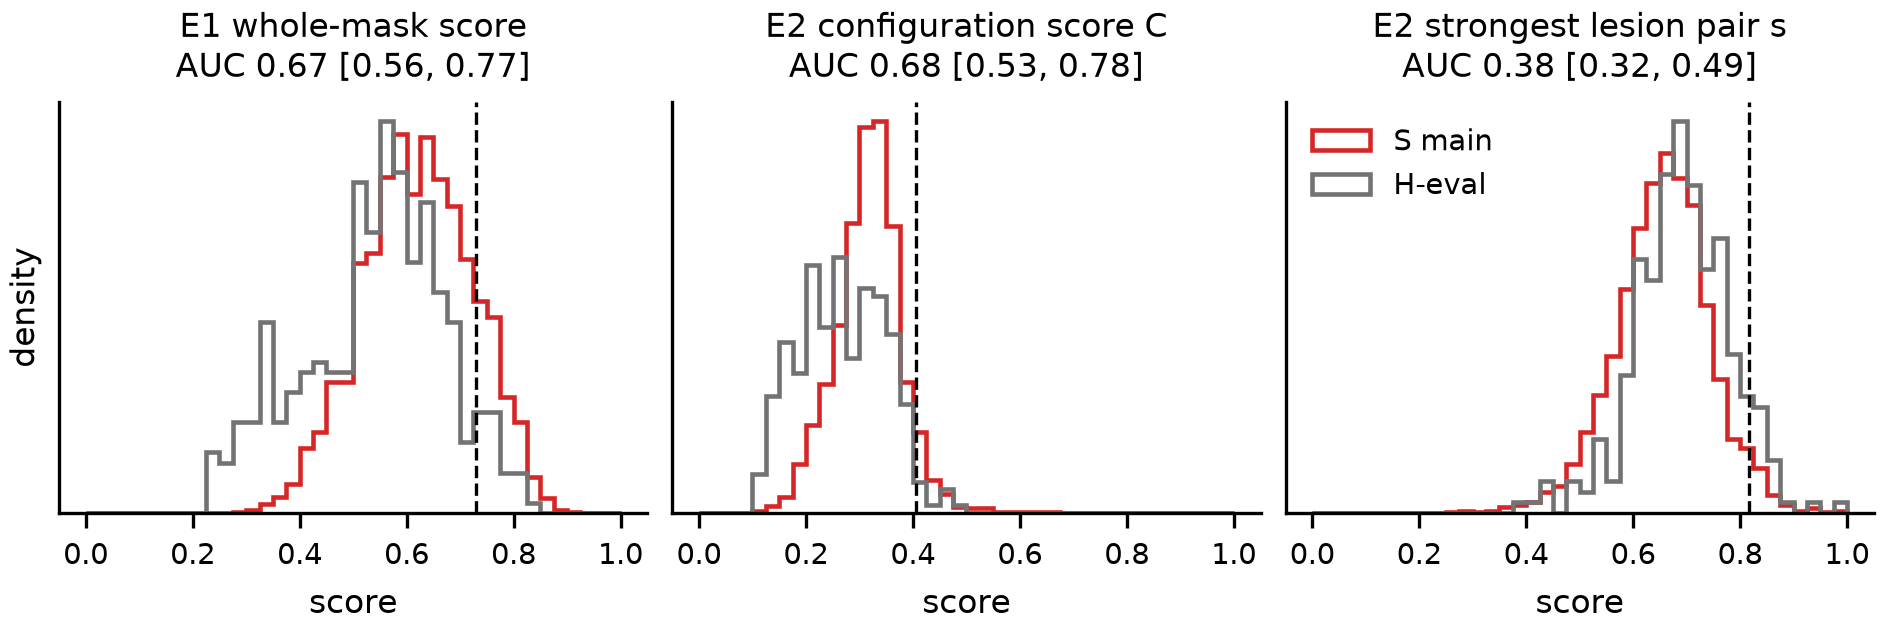 E1 whole-mask score
AUC 0.67 [0.56, 0.77]
E2 configuration score C
AUC 0.68 [0.53, 0.78]
E2 strongest lesion pair s
AUC 0.38 [0.32, 0.49]
S main
H-eval
density
0.0 0.2 0.4 0.6 0.8 1.0
0.0 0.2 0.4 0.6 0.8 1.0
0.0 0.2 0.4 0.6 0.8 1.0
score
score
score